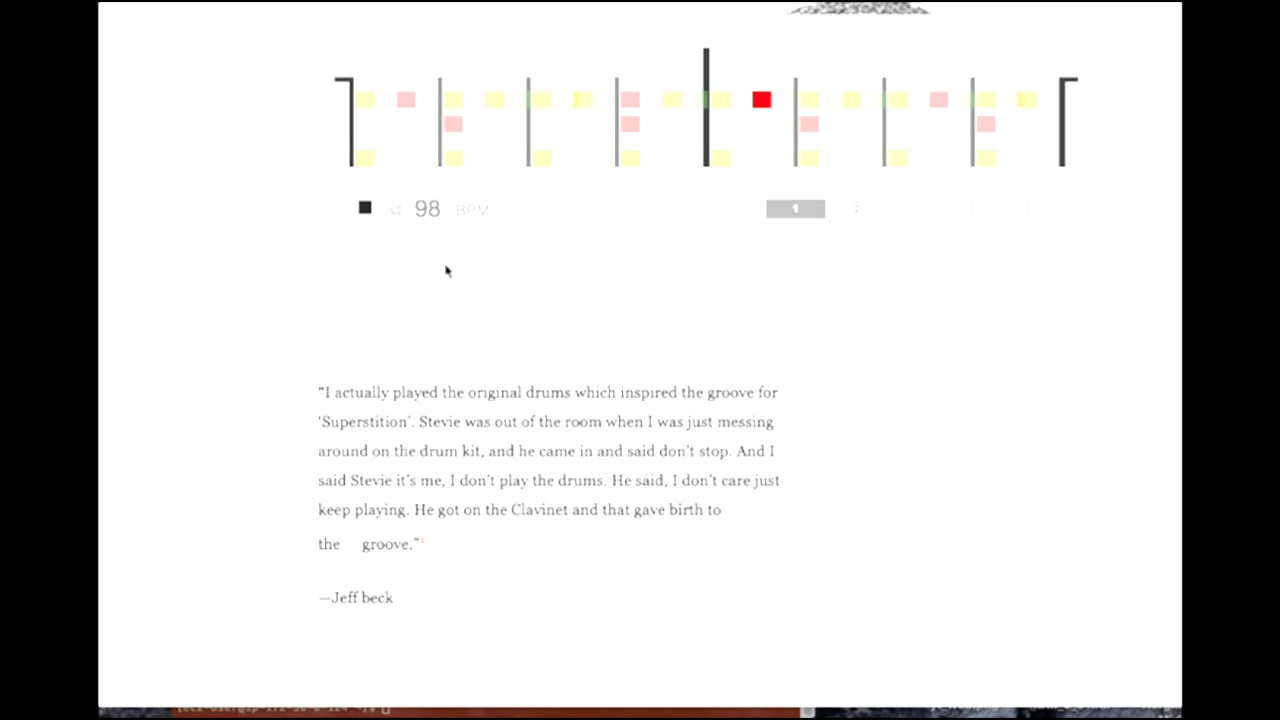 98 BPM
“I actually played the original drums which inspired the groove for
‘Superstition’. Stevie was out of the room when I was just messing
around on the drum kit, and he came in and said don’t stop. And I
said Stevie it’s me, I don’t play the drums. He said, I don’t care just
keep playing. He got on the Clavinet and that gave birth to
the groove.”1
—Jeff beck